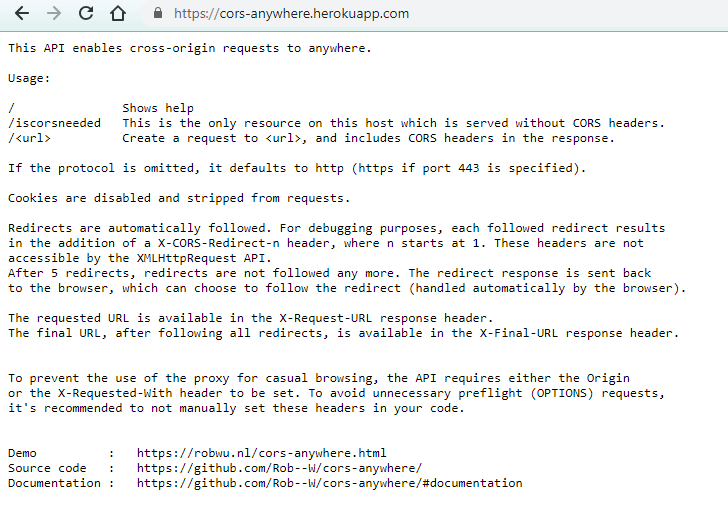 https://cors-anywhere.herokuapp.com
This API enables cross-origin requests to anywhere.
Usage:
/ Shows help
/iscorsneeded This is the only resource on this host which is served without CORS headers.
/<url> Create a request to <url>, and includes CORS headers in the response.
If the protocol is omitted, it defaults to http (https if port 443 is specified).
Cookies are disabled and stripped from requests.
Redirects are automatically followed. For debugging purposes, each followed redirect results
in the addition of a X-CORS-Redirect-n header, where n starts at 1. These headers are not
accessible by the XMLHttpRequest API.
After 5 redirects, redirects are not followed any more. The redirect response is sent back
to the browser, which can choose to follow the redirect (handled automatically by the browser).
The requested URL is available in the X-Request-URL response header.
The final URL, after following all redirects, is available in the X-Final-URL response header.
To prevent the use of the proxy for casual browsing, the API requires either the Origin
or the X-Requested-With header to be set. To avoid unnecessary preflight (OPTIONS) requests,
it's recommended to not manually set these headers in your code.
Demo : https://robwu.nl/cors-anywhere.html
Source code : https://github.com/Rob--W/cors-anywhere/
Documentation : https://github.com/Rob--W/cors-anywhere/#documentation